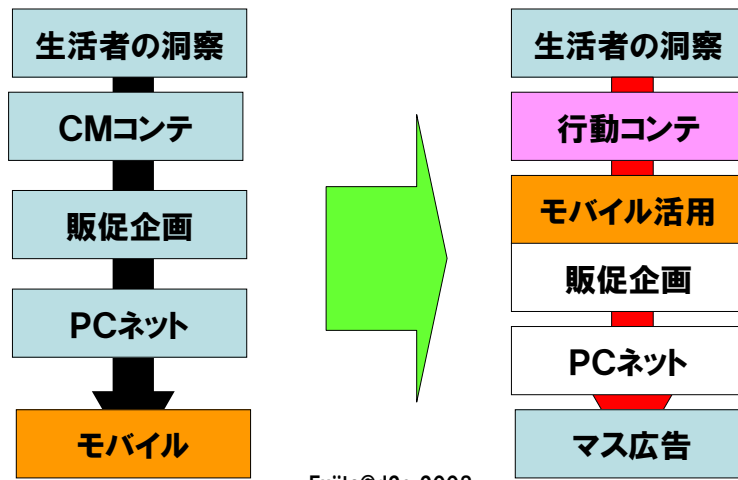 生活者の洞察
CMコンテ
販促企画
PCネット
モバイル
生活者の洞察
行動コンテ
モバイル活用
販促企画
PCネット
マス広告